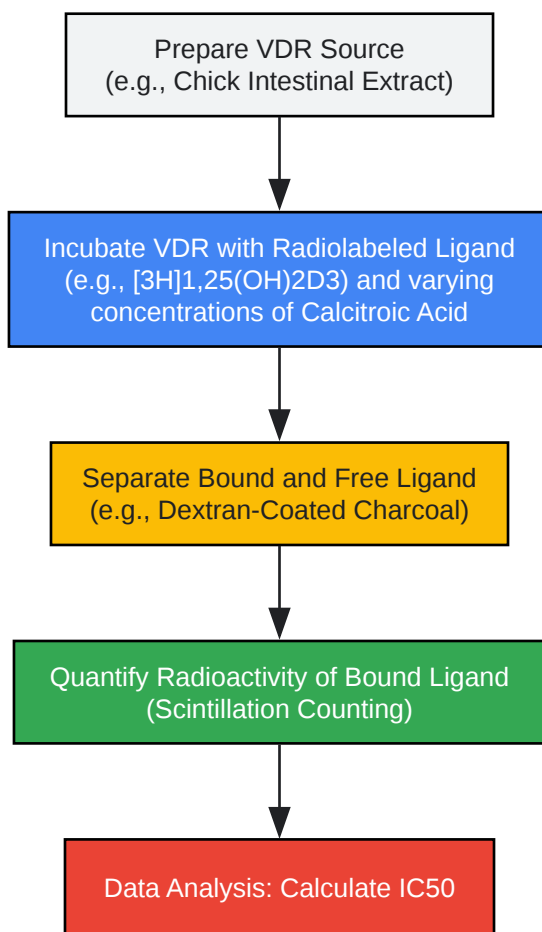 Prepare VDR Source
(e.g., Chick Intestinal Extract)
Incubate VDR with Radiolabeled Ligand
(e.g., [3H]1,25(OH)2D3) and varying
concentrations of Calcitroic Acid
Separate Bound and Free Ligand
(e.g., Dextran-Coated Charcoal)
Quantify Radioactivity of Bound Ligand
(Scintillation Counting)
Data Analysis: Calculate IC50